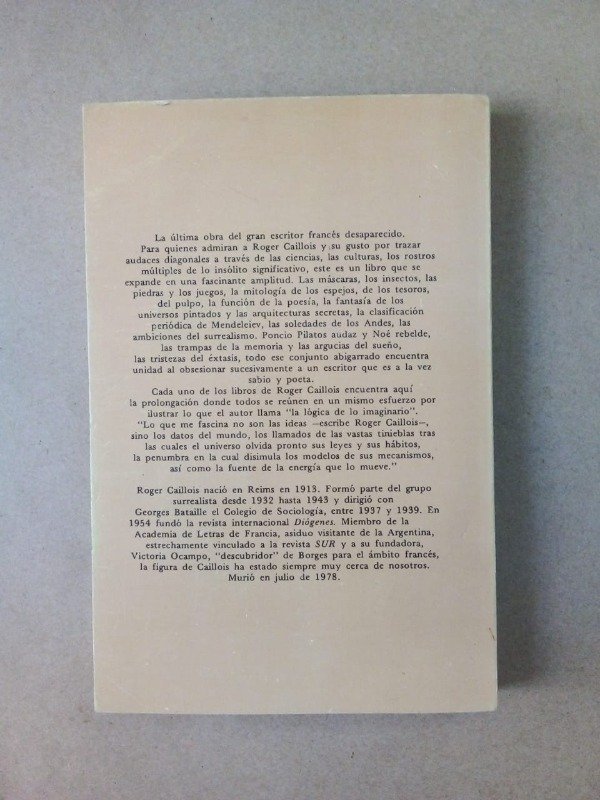 La última obra del gran escritor francés desaparecido.
Para quienes admiran a Roger Caillois y su gusto por trazar
audaces diagonales a través de las ciencias, las culturas, los rostros
múltiples de lo insólito significativo, este es un libro que se
expande en una fascinante amplitud. Las máscaras, los insectos, las
piedras y los juegos, la mitología de los espejos, de los tesoros,
del pulpo, la función de la poesía, la fantasía de los
universos pintados y las arquitecturas secretas, la clasificación
periódica de Mendeleiev, las soledades de los Andes, las
ambiciones del surrealismo. Poncio Pilatos audaz y Noé rebelde,
las trampas de la memoria y las argucias del sueño,
las tristezas del éxtasis, todo ese conjunto abigarrado encuentra
unidad al obsesionar sucesivamente a un escritor que es a la vez
sabio y poeta.
Cada uno de los libros de Roger Caillois encuentra aquí
la prolongación donde todos se reúnen en un mismo esfuerzo por
ilustrar lo que el autor llama "la lógica de lo imaginario".
"Lo que me fascina no son las ideas —escribe Roger Caillois—,
sino los datos del mundo, los llamados de las vastas tinieblas tras
las cuales el universo olvida pronto sus leyes y sus hábitos,
la penumbra en la cual disimula los modelos de sus mecanismos,
así como la fuente de la energía que lo mueve."
Roger Caillois nació en Reims en 1913. Formó parte del grupo
surrealista desde 1932 hasta 1943 y dirigió con
Georges Bataille el Colegio de Sociología, entre 1937 y 1939. En
1954 fundó la revista internacional Diógenes. Miembro de la
Academia de Letras de Francia, asiduo visitante de la Argentina,
estrechamente vinculado a la revista SUR y a su fundadora,
Victoria Ocampo, "descubridor" de Borges para el ámbito francés,
la figura de Caillois ha estado siempre muy cerca de nosotros.
Murió en julio de 1978.